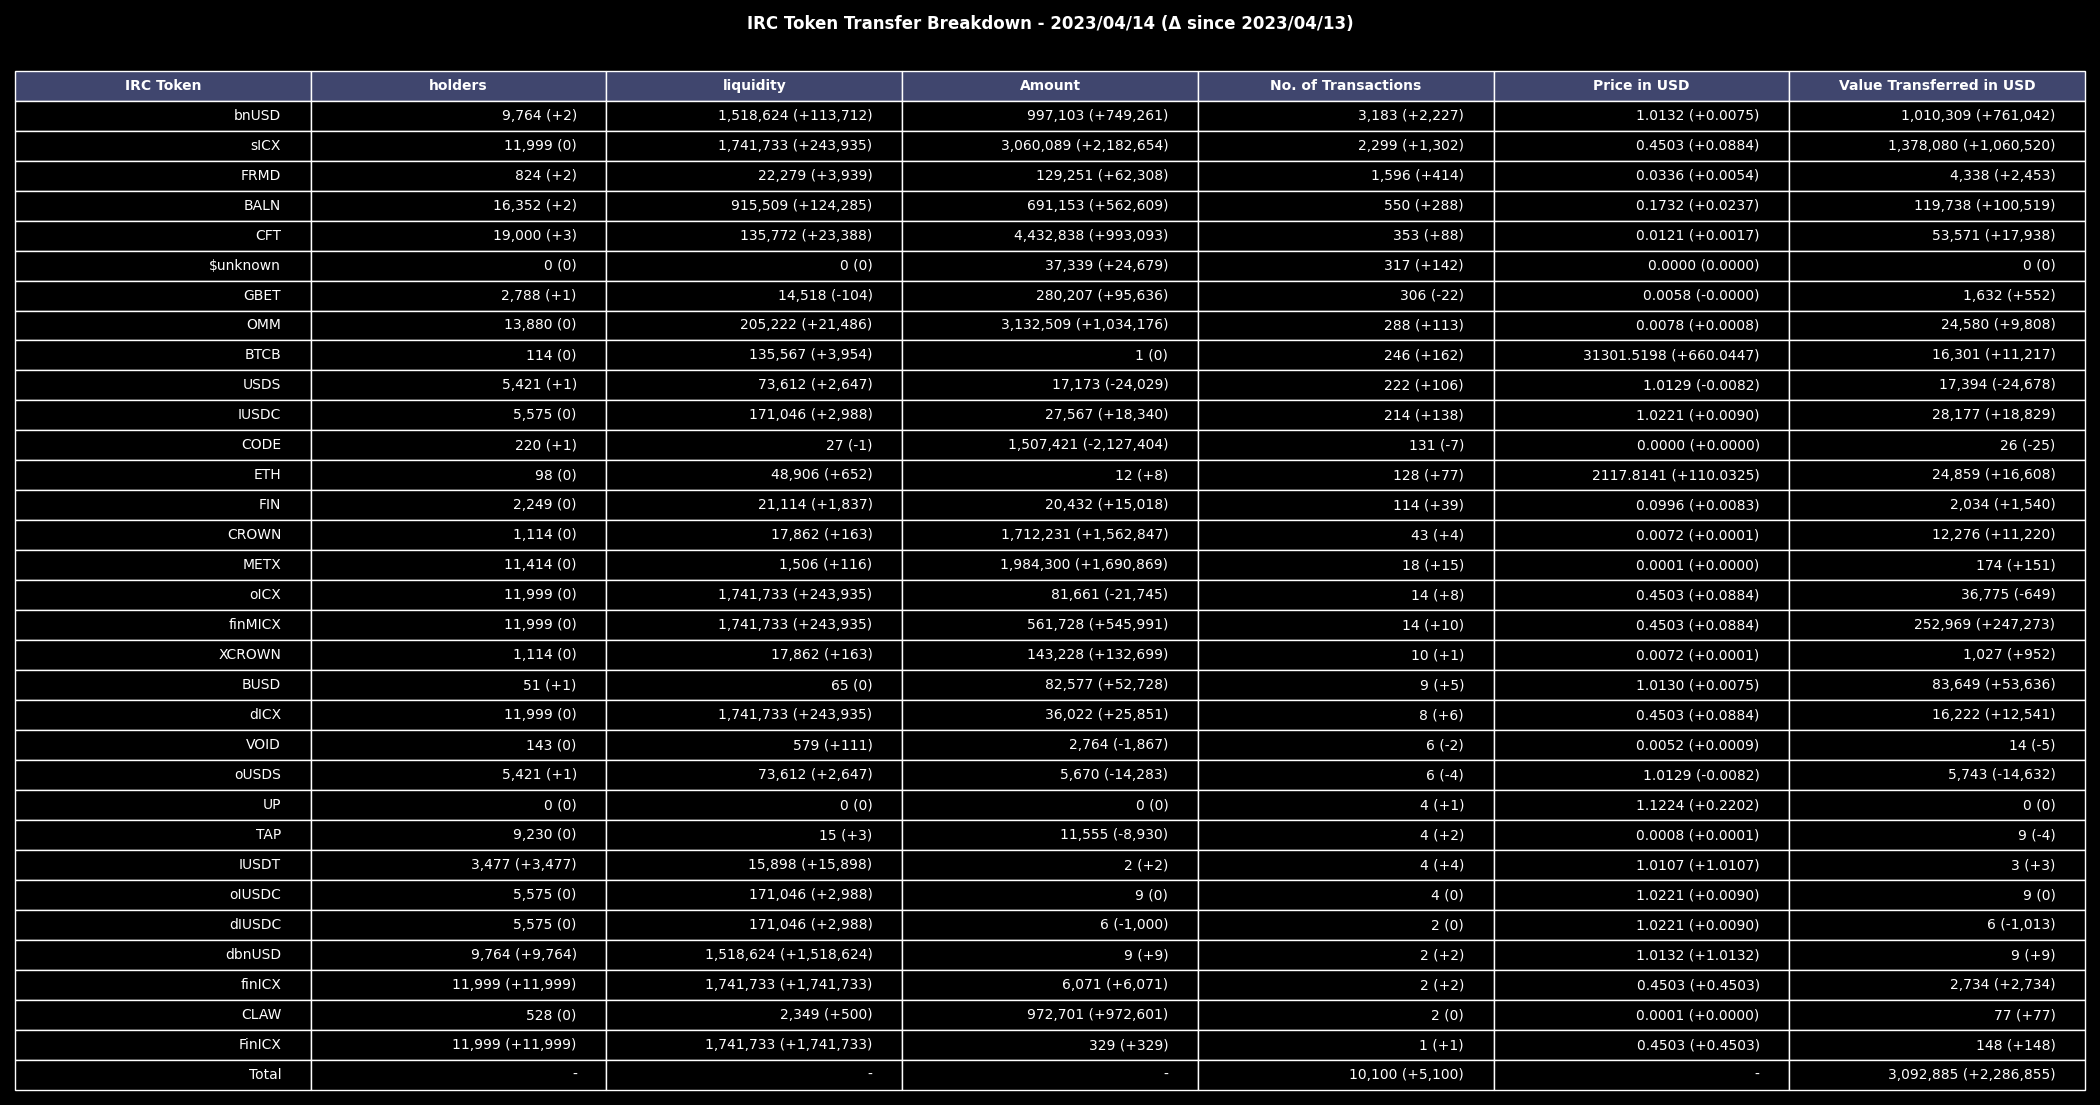 IRC Token Transfer Breakdown - 2023/04/14 (Δ since 2023/04/13)
IRC Token holders liquidity Amount No. of Transactions Price in USD Value Transferred in USD
bnUSD 9,764 (+2) 1,518,624 (+113,712) 997,103 (+749,261) 3,183 (+2,227) 1.0132 (+0.0075) 1,010,309 (+761,042)
sICX 11,999 (0) 1,741,733 (+243,935) 3,060,089 (+2,182,654) 2,299 (+1,302) 0.4503 (+0.0884) 1,378,080 (+1,060,520)
FRMD 824 (+2) 22,279 (+3,939) 129,251 (+62,308) 1,596 (+414) 0.0336 (+0.0054) 4,338 (+2,453)
BALN 16,352 (+2) 915,509 (+124,285) 691,153 (+562,609) 550 (+288) 0.1732 (+0.0237) 119,738 (+100,519)
CFT 19,000 (+3) 135,772 (+23,388) 4,432,838 (+993,093) 353 (+88) 0.0121 (+0.0017) 53,571 (+17,938)
$unknown 0 (0) 0 (0) 37,339 (+24,679) 317 (+142) 0.0000 (0.0000) 0 (0)
GBET 2,788 (+1) 14,518 (-104) 280,207 (+95,636) 306 (-22) 0.0058 (-0.0000) 1,632 (+552)
OMM 13,880 (0) 205,222 (+21,486) 3,132,509 (+1,034,176) 288 (+113) 0.0078 (+0.0008) 24,580 (+9,808)
BTCB 114 (0) 135,567 (+3,954) 1 (0) 246 (+162) 31301.5198 (+660.0447) 16,301 (+11,217)
USDS 5,421 (+1) 73,612 (+2,647) 17,173 (-24,029) 222 (+106) 1.0129 (-0.0082) 17,394 (-24,678)
IUSDC 5,575 (0) 171,046 (+2,988) 27,567 (+18,340) 214 (+138) 1.0221 (+0.0090) 28,177 (+18,829)
CODE 220 (+1) 27 (-1) 1,507,421 (-2,127,404) 131 (-7) 0.0000 (+0.0000) 26 (-25)
ETH 98 (0) 48,906 (+652) 12 (+8) 128 (+77) 2117.8141 (+110.0325) 24,859 (+16,608)
FIN 2,249 (0) 21,114 (+1,837) 20,432 (+15,018) 114 (+39) 0.0996 (+0.0083) 2,034 (+1,540)
CROWN 1,114 (0) 17,862 (+163) 1,712,231 (+1,562,847) 43 (+4) 0.0072 (+0.0001) 12,276 (+11,220)
METX 11,414 (0) 1,506 (+116) 1,984,300 (+1,690,869) 18 (+15) 0.0001 (+0.0000) 174 (+151)
oICX 11,999 (0) 1,741,733 (+243,935) 81,661 (-21,745) 14 (+8) 0.4503 (+0.0884) 36,775 (-649)
finMICX 11,999 (0) 1,741,733 (+243,935) 561,728 (+545,991) 14 (+10) 0.4503 (+0.0884) 252,969 (+247,273)
XCROWN 1,114 (0) 17,862 (+163) 143,228 (+132,699) 10 (+1) 0.0072 (+0.0001) 1,027 (+952)
BUSD 51 (+1) 65 (0) 82,577 (+52,728) 9 (+5) 1.0130 (+0.0075) 83,649 (+53,636)
dICX 11,999 (0) 1,741,733 (+243,935) 36,022 (+25,851) 8 (+6) 0.4503 (+0.0884) 16,222 (+12,541)
VOID 143 (0) 579 (+111) 2,764 (-1,867) 6 (-2) 0.0052 (+0.0009) 14 (-5)
oUSDS 5,421 (+1) 73,612 (+2,647) 5,670 (-14,283) 6 (-4) 1.0129 (-0.0082) 5,743 (-14,632)
UP 0 (0) 0 (0) 0 (0) 4 (+1) 1.1224 (+0.2202) 0 (0)
TAP 9,230 (0) 15 (+3) 11,555 (-8,930) 4 (+2) 0.0008 (+0.0001) 9 (-4)
IUSDT 3,477 (+3,477) 15,898 (+15,898) 2 (+2) 4 (+4) 1.0107 (+1.0107) 3 (+3)
oIUSDC 5,575 (0) 171,046 (+2,988) 9 (0) 4 (0) 1.0221 (+0.0090) 9 (0)
dIUSDC 5,575 (0) 171,046 (+2,988) 6 (-1,000) 2 (0) 1.0221 (+0.0090) 6 (-1,013)
dbnUSD 9,764 (+9,764) 1,518,624 (+1,518,624) 9 (+9) 2 (+2) 1.0132 (+1.0132) 9 (+9)
finICX 11,999 (+11,999) 1,741,733 (+1,741,733) 6,071 (+6,071) 2 (+2) 0.4503 (+0.4503) 2,734 (+2,734)
CLAW 528 (0) 2,349 (+500) 972,701 (+972,601) 2 (0) 0.0001 (+0.0000) 77 (+77)
FinICX 11,999 (+11,999) 1,741,733 (+1,741,733) 329 (+329) 1 (+1) 0.4503 (+0.4503) 148 (+148)
Total - - - 10,100 (+5,100) - 3,092,885 (+2,286,855)